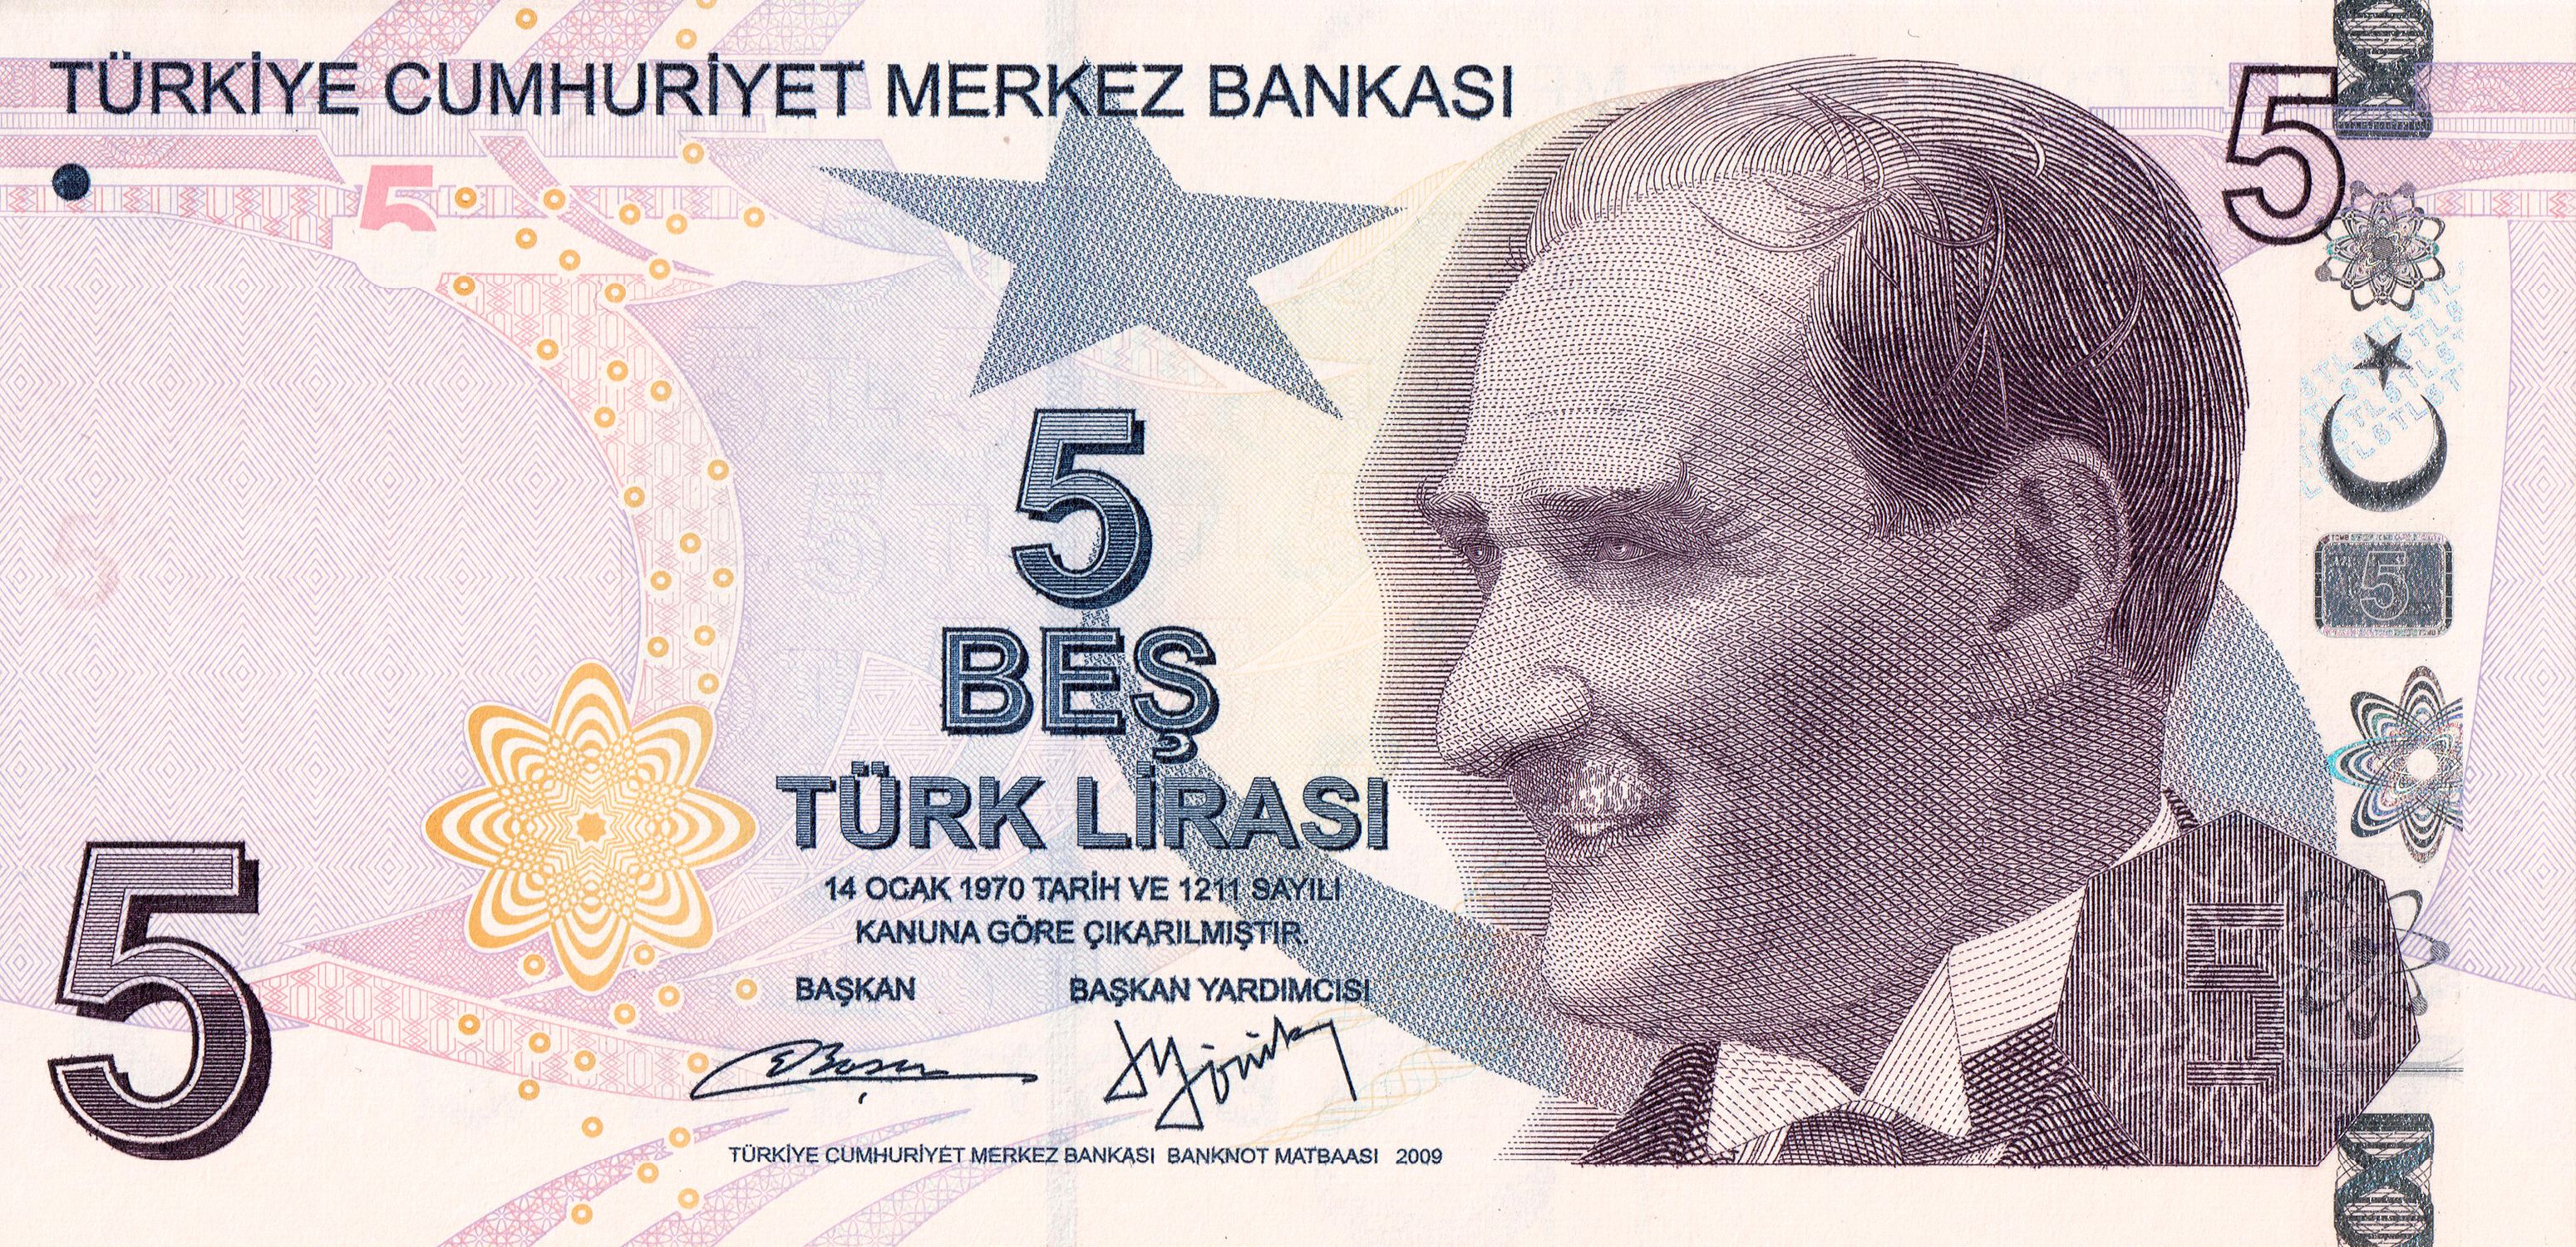 TÜRKİYE CUMHURİYET MERKEZ BANKASI
5
5
5
5
BEŞ
TÜRK LİRASI
14 OCAK 1970 TARİH VE 1211 SAYILI
KANUNA GÖRE ÇIKARILMIŞTIR.
BAŞKAN BAŞKAN YARDIMCISI
5
5
5
TÜRKİYE CUMHURİYET MERKEZ BANKASI BANKNOT MATBAASI 2009